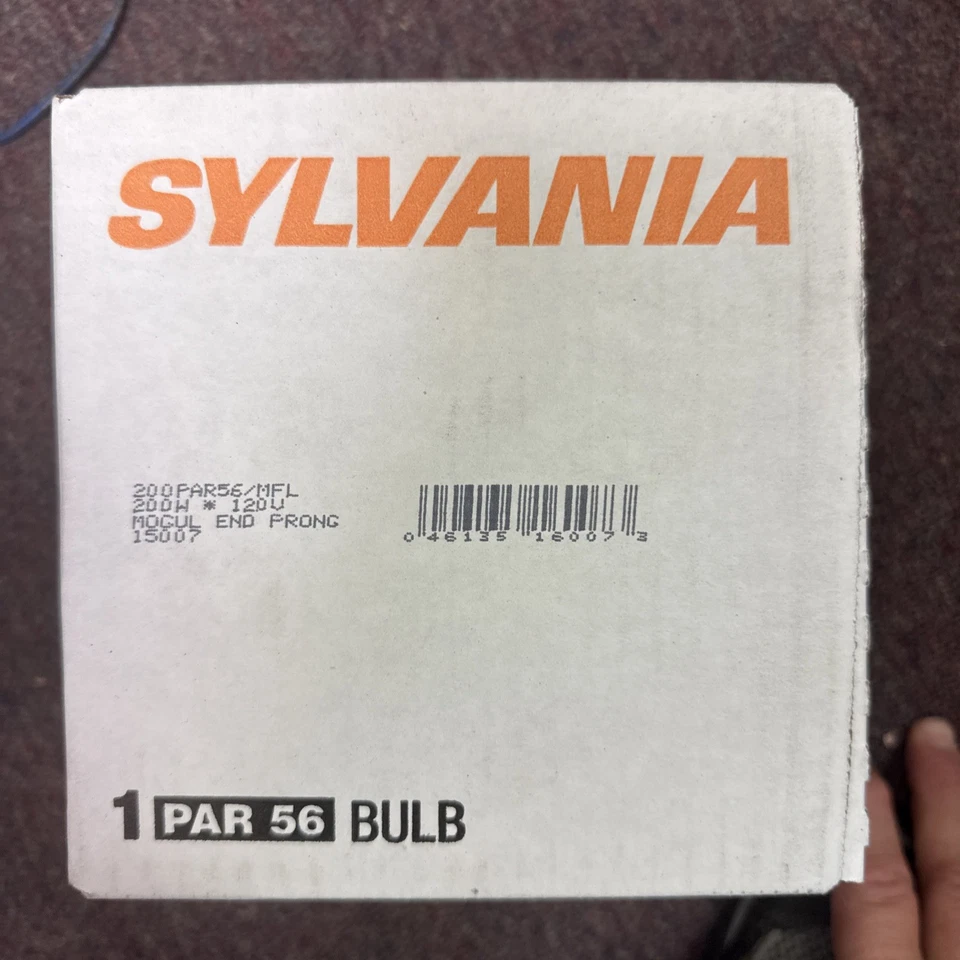 SYLVANIA
200PAR56/MFL
200W * 120V
MOGUL END PRONG
15007
0 46135 16007 3
1 PAR 56 BULB